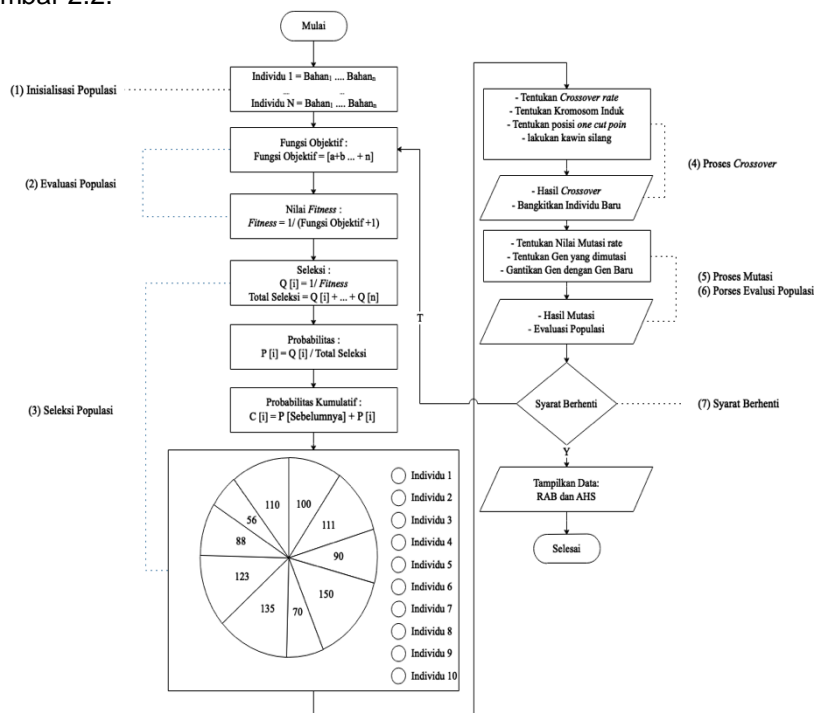 mbar 2.2.
Mulai
(1) Inisialisasi Populasi
Individu 1 = Bahan₁ .... Bahanₙ
... ...
Individu N = Bahan₁ .... Bahanₙ
(2) Evaluasi Populasi
Fungsi Objektif :
Fungsi Objektif = [a+b ... + n]
Nilai Fitness :
Fitness = 1/ (Fungsi Objektif +1)
(3) Seleksi Populasi
Seleksi :
Q [i] = 1/ Fitness
Total Seleksi = Q [i] + ... + Q [n]
Probabilitas :
P [i] = Q [i] / Total Seleksi
Probabilitas Kumulatif :
C [i] = P [Sebelumnya] + P [i]
100
111
90
150
70
135
123
88
56
110
Individu 1
Individu 2
Individu 3
Individu 4
Individu 5
Individu 6
Individu 7
Individu 8
Individu 9
Individu 10
- Tentukan Crossover rate
- Tentukan Kromosom Induk
- Tentukan posisi one cut poin
- lakukan kawin silang
(4) Proses Crossover
- Hasil Crossover
- Bangkitkan Individu Baru
- Tentukan Nilai Mutasi rate
- Tentukan Gen yang dimutasi
- Gantikan Gen dengan Gen Baru
(5) Proses Mutasi
(6) Porses Evalusi Populasi
- Hasil Mutasi
- Evaluasi Populasi
T
Syarat Berhenti
(7) Syarat Berhenti
Y
Tampilkan Data:
RAB dan AHS
Selesai